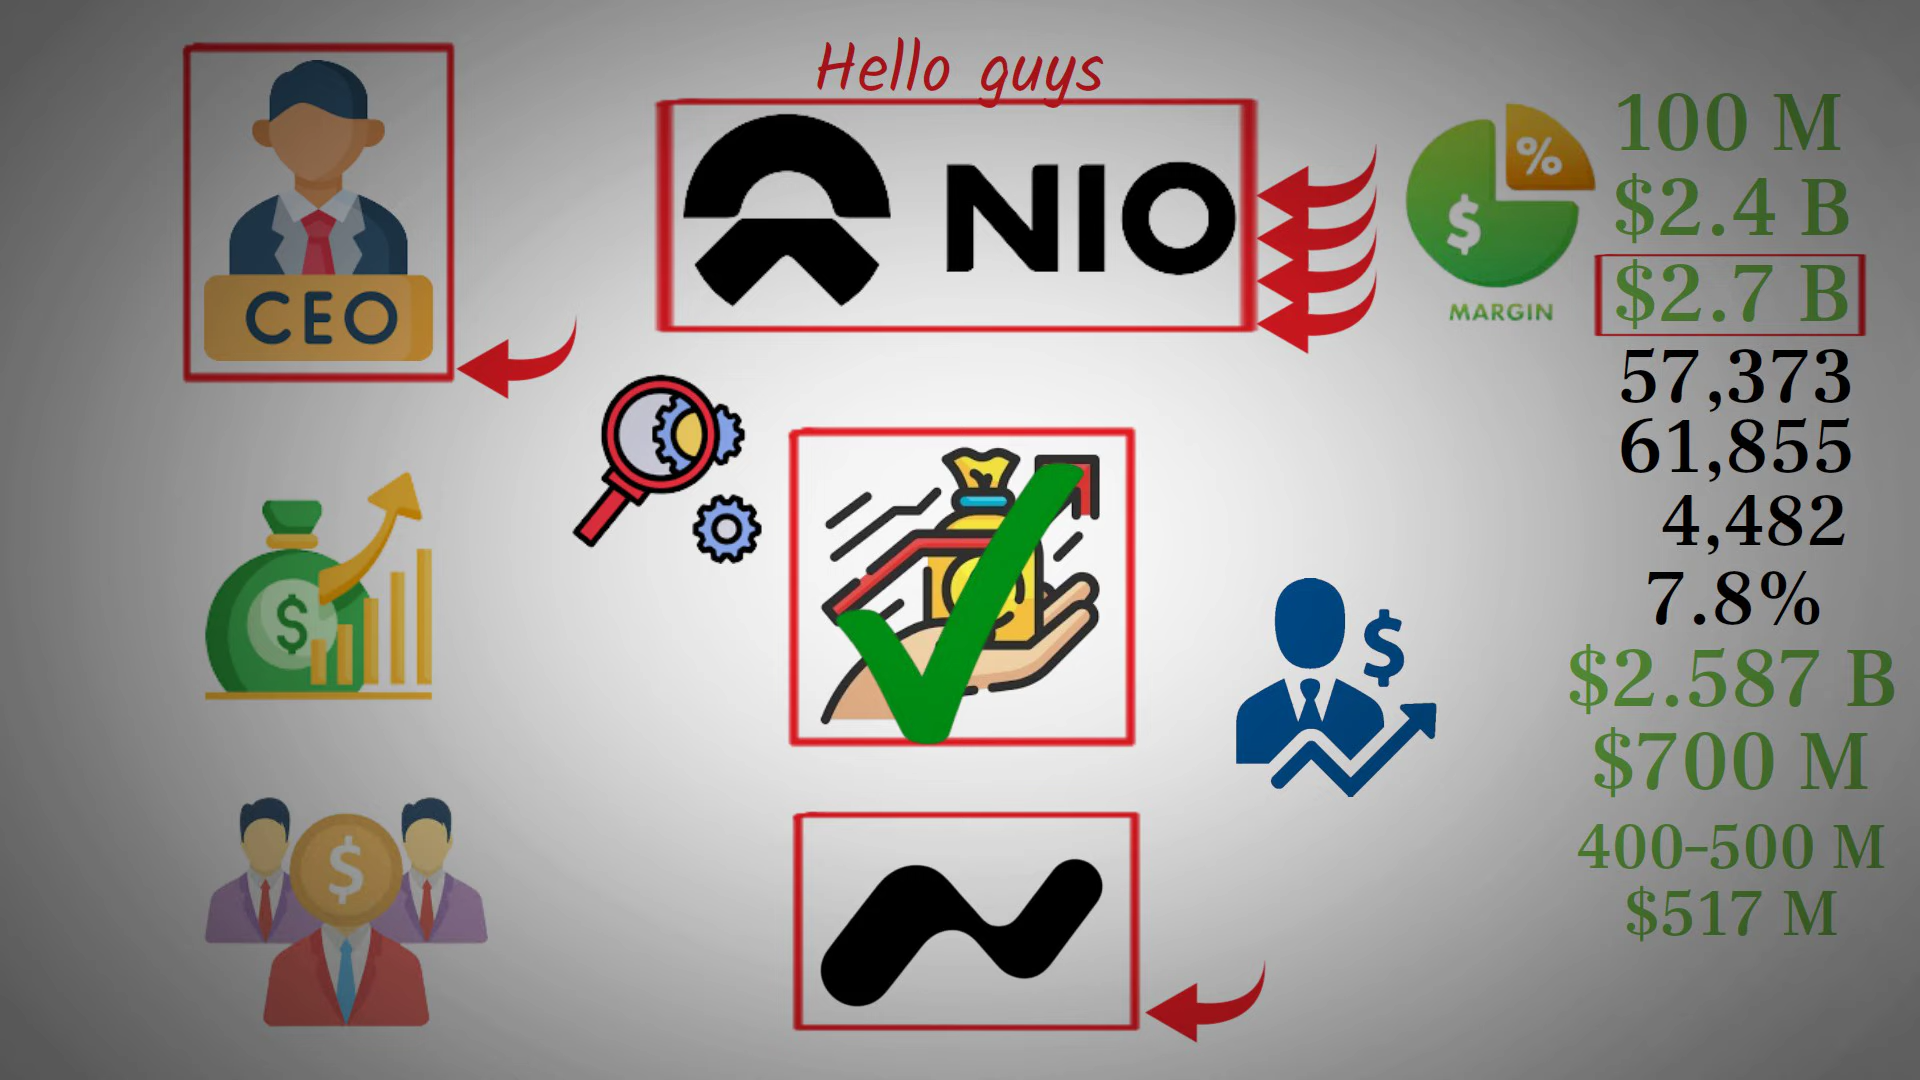 Hello guys
NIO
CEO
$
%
$
MARGIN
100 M
$2.4 B
$2.7 B
57,373
61,855
4,482
7.8%
$2.587 B
$700 M
400-500 M
$517 M
$
$